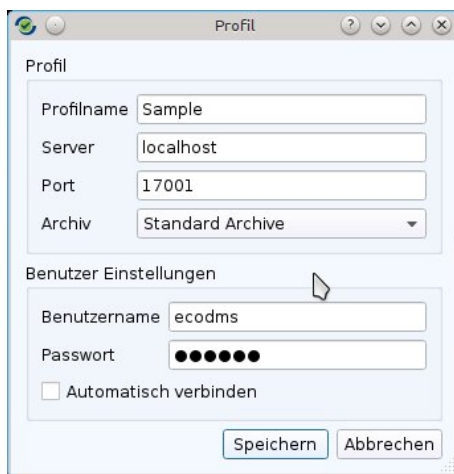 Profil
Profil
Profilname Sample
Server localhost
Port 17001
Archiv Standard Archive
Benutzer Einstellungen
Benutzername ecodms
Passwort ●●●●●●
Automatisch verbinden
Speichern Abbrechen